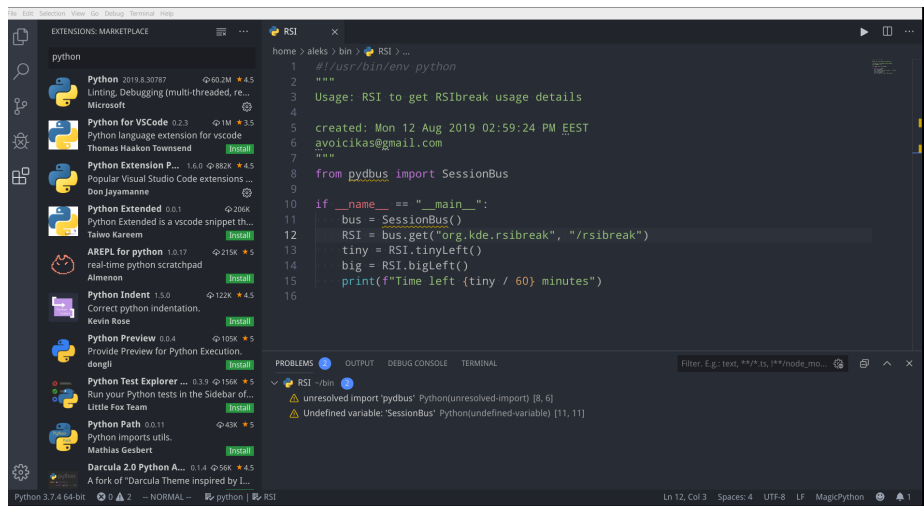 File Edit Selection View Go Debug Terminal Help
EXTENSIONS: MARKETPLACE
python
Python 2019.8.30787 60.2M ★4.5
Linting, Debugging (multi-threaded, re...
Microsoft
Python for VSCode 0.2.3 1M ★3.5
Python language extension for vscode
Thomas Haakon Townsend Install
Python Extension P... 1.6.0 882K ★4.5
Popular Visual Studio Code extensions ...
Don Jayamanne
Python Extended 0.0.1 206K
Python Extended is a vscode snippet th...
Taiwo Kareem Install
AREPL for python 1.0.17 215K ★5
real-time python scratchpad
Almenon Install
Python Indent 1.5.0 122K ★4.5
Correct python indentation.
Kevin Rose Install
Python Preview 0.0.4 105K ★5
Provide Preview for Python Execution.
dongli Install
Python Test Explorer ... 0.3.9 156K ★5
Run your Python tests in the Sidebar of...
Little Fox Team Install
Python Path 0.0.11 43K ★5
Python imports utils.
Mathias Gesbert Install
Darcula 2.0 Python A... 0.1.4 56K ★4.5
A fork of "Darcula Theme inspired by I...
RSI ×
home > aleks > bin > RSI > ...
1 #!/usr/bin/env python
2 """
3 Usage: RSI to get RSIbreak usage details
4
5 created: Mon 12 Aug 2019 02:59:24 PM EEST
6 avoicikas@gmail.com
7 """
8 from pydbus import SessionBus
9
10 if __name__ == "__main__":
11 bus = SessionBus()
12 RSI = bus.get("org.kde.rsibreak", "/rsibreak")
13 tiny = RSI.tinyLeft()
14 big = RSI.bigLeft()
15 print(f"Time left {tiny / 60} minutes")
16
PROBLEMS 2 OUTPUT DEBUG CONSOLE TERMINAL Filter. E.g.: text, **/*.ts, !**/node_mo...
RSI ~/bin 2
unresolved import 'pydbus' Python(unresolved-import) [8, 6]
Undefined variable: 'SessionBus' Python(undefined-variable) [11, 11]
Python 3.7.4 64-bit 0 2 -- NORMAL -- python | RSI Ln 12, Col 3 Spaces: 4 UTF-8 LF MagicPython 1